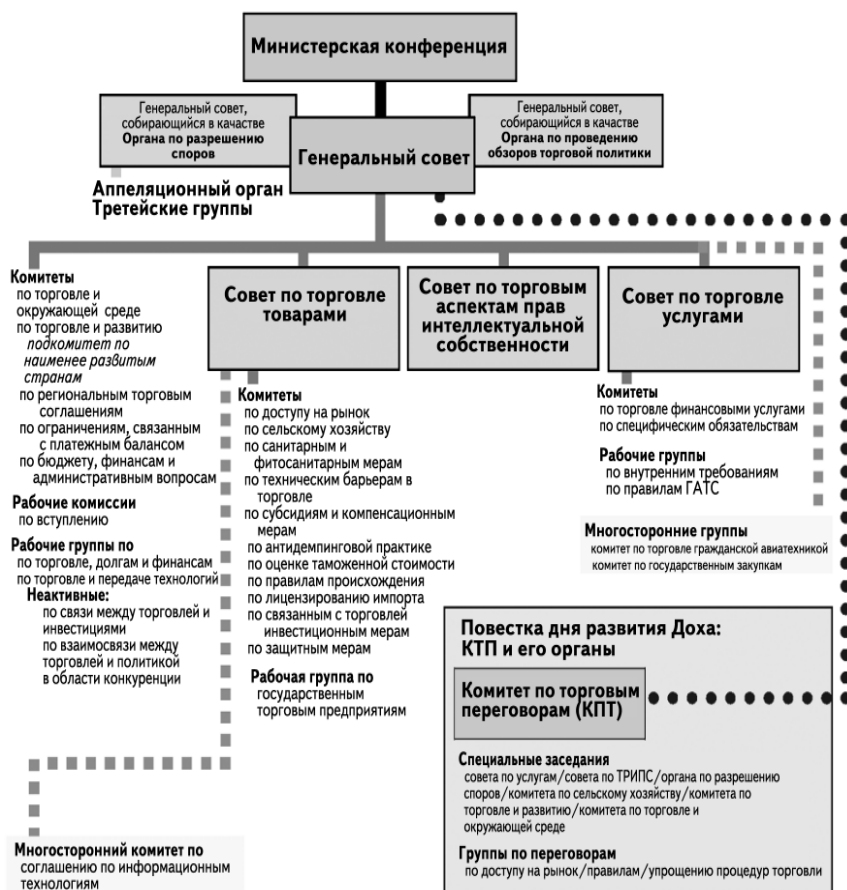 Министерская конференция
Генеральный совет,
собирающийся в качестве
Органа по разрешению
споров
Генеральный совет
Генеральный совет,
собирающийся в качестве
Органа по проведению
обзоров торговой политики
Аппеляционный орган
Третейские группы
Комитеты
по торговле и
окружающей среде
по торговле и развитию
подкомитет по
наименее развитым
странам
по региональным торговым
соглашениям
по ограничениям, связанным
с платежным балансом
по бюджету, финансам и
административным вопросам
Рабочие комиссии
по вступлению
Рабочие группы по
по торговле, долгам и финансам
по торговле и передаче технологий
Неактивные:
по связи между торговлей и
инвестициями
по взаимосвязи между
торговлей и политикой
в области конкуренции
Многосторонний комитет по
соглашению по информационным
технологиям
Совет по торговле
товарами
Комитеты
по доступу на рынок
по сельскому хозяйству
по санитарным и
фитосанитарным мерам
по техническим барьерам в
торговле
по субсидиям и компенсационным
мерам
по антидемпинговой практике
по оценке таможенной стоимости
по правилам происхождения
по лицензированию импорта
по связанным с торговлей
инвестиционным мерам
по защитным мерам
Рабочая группа по
государственным
торговым предприятиям
Совет по торговым
аспектам прав
интеллектуальной
собственности
Совет по торговле
услугами
Комитеты
по торговле финансовыми услугами
по специфическим обязательствам
Рабочие группы
по внутренним требованиям
по правилам ГАТС
Многосторонние группы
комитет по торговле гражданской авиатехникой
комитет по государственным закупкам
Повестка дня развития Доха:
КТП и его органы
Комитет по торговым
переговорам (КПТ)
Специальные заседания
совета по услугам/совета по ТРИПС/органа по разрешению
споров/комитета по сельскому хозяйству/комитета по
торговле и развитию/комитета по торговле и
окружающей среде
Группы по переговорам
по доступу на рынок/правилам/упрощению процедур торговли